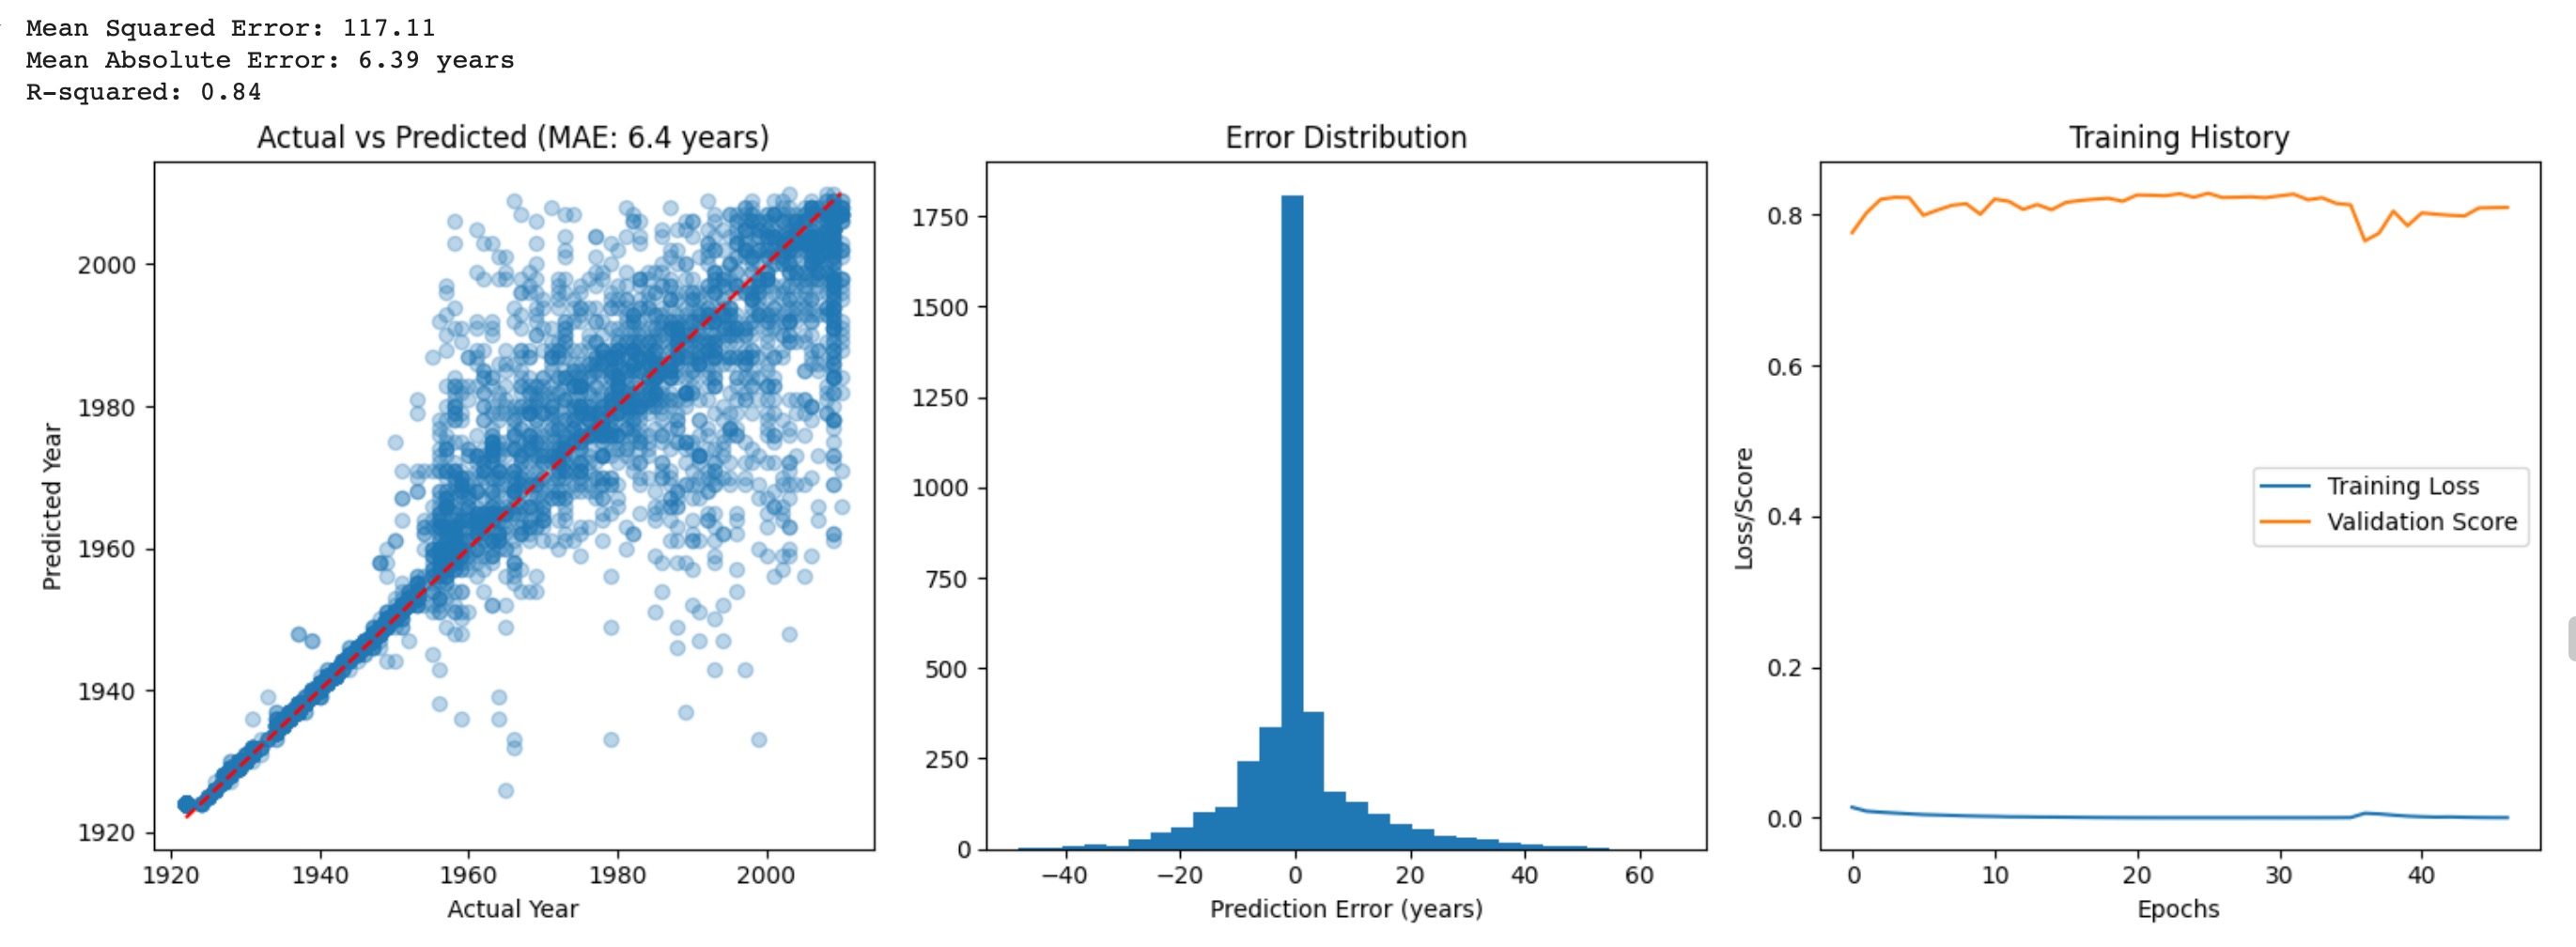 Mean Squared Error: 117.11
Mean Absolute Error: 6.39 years
R-squared: 0.84
Actual vs Predicted (MAE: 6.4 years)
2000
1980
1960
1940
1920
Predicted Year
1920 1940 1960 1980 2000
Actual Year
Error Distribution
1750
1500
1250
1000
750
500
250
0
−40 −20 0 20 40 60
Prediction Error (years)
Training History
0.8
0.6
0.4
0.2
0.0
Loss/Score
Training Loss
Validation Score
0 10 20 30 40
Epochs